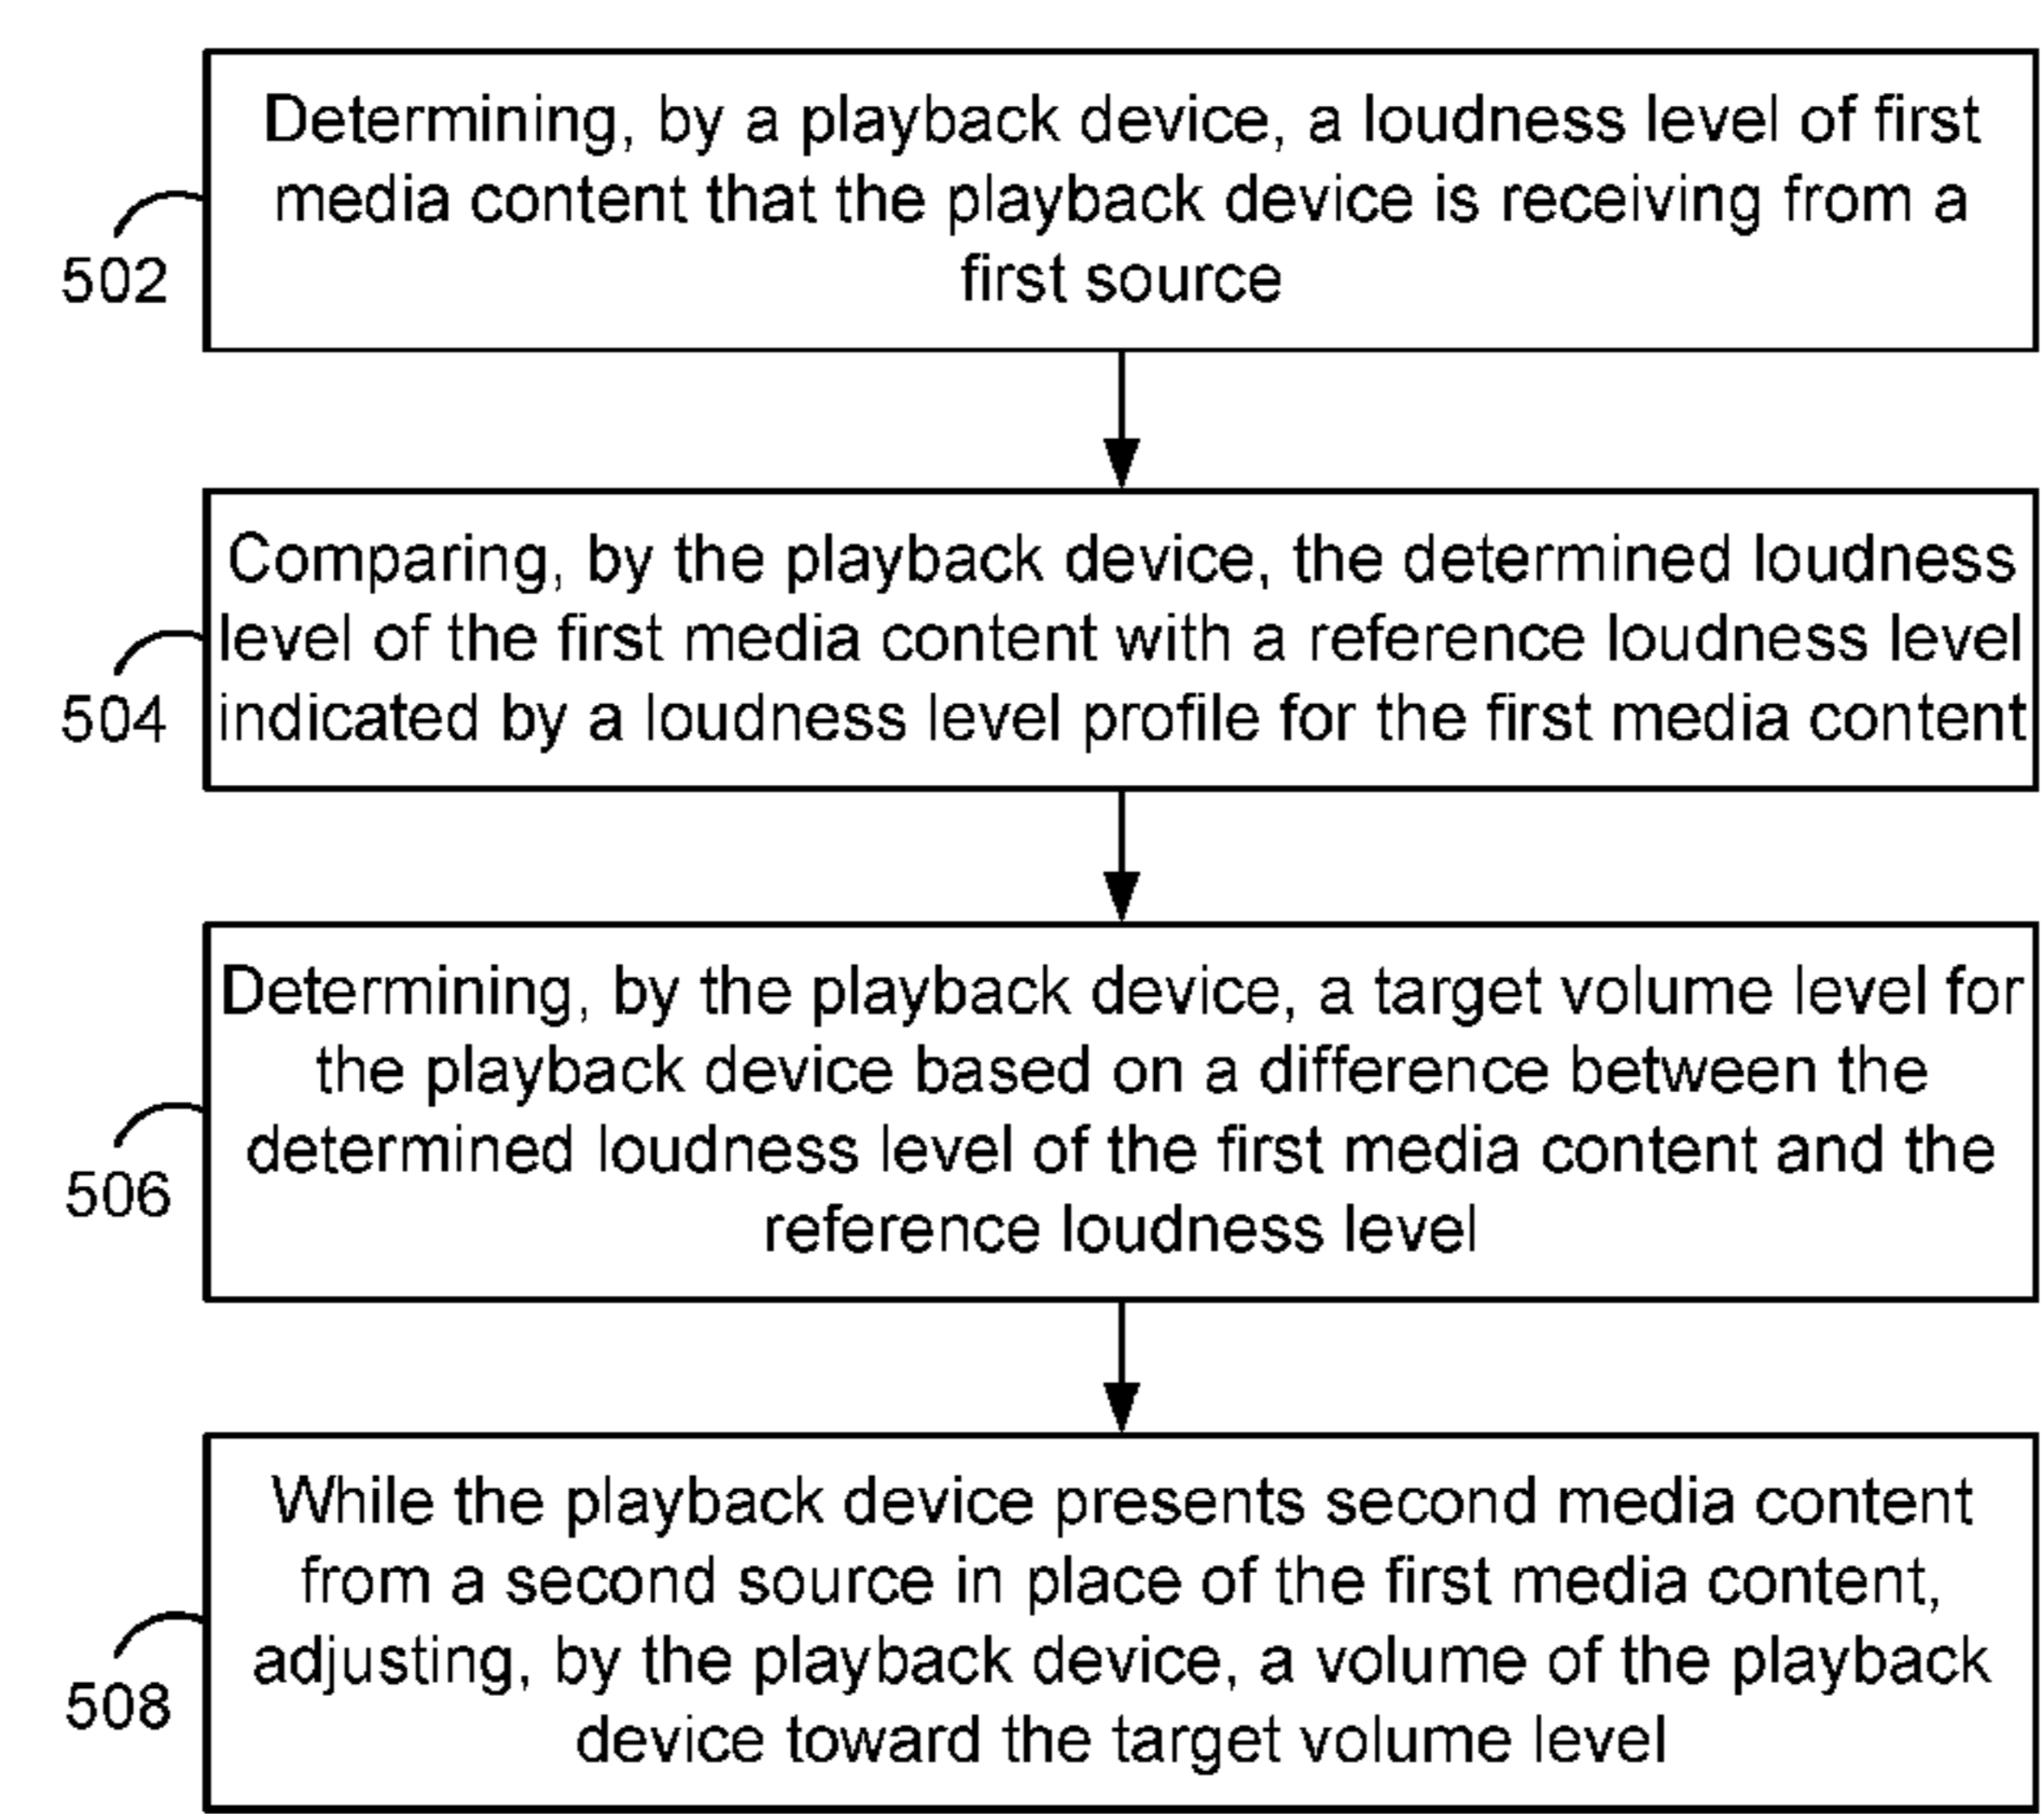 Determining, by a playback device, a loudness level of first
media content that the playback device is receiving from a
first source
502
Comparing, by the playback device, the determined loudness
level of the first media content with a reference loudness level
indicated by a loudness level profile for the first media content
504
Determining, by the playback device, a target volume level for
the playback device based on a difference between the
determined loudness level of the first media content and the
reference loudness level
506
While the playback device presents second media content
from a second source in place of the first media content,
adjusting, by the playback device, a volume of the playback
device toward the target volume level
508